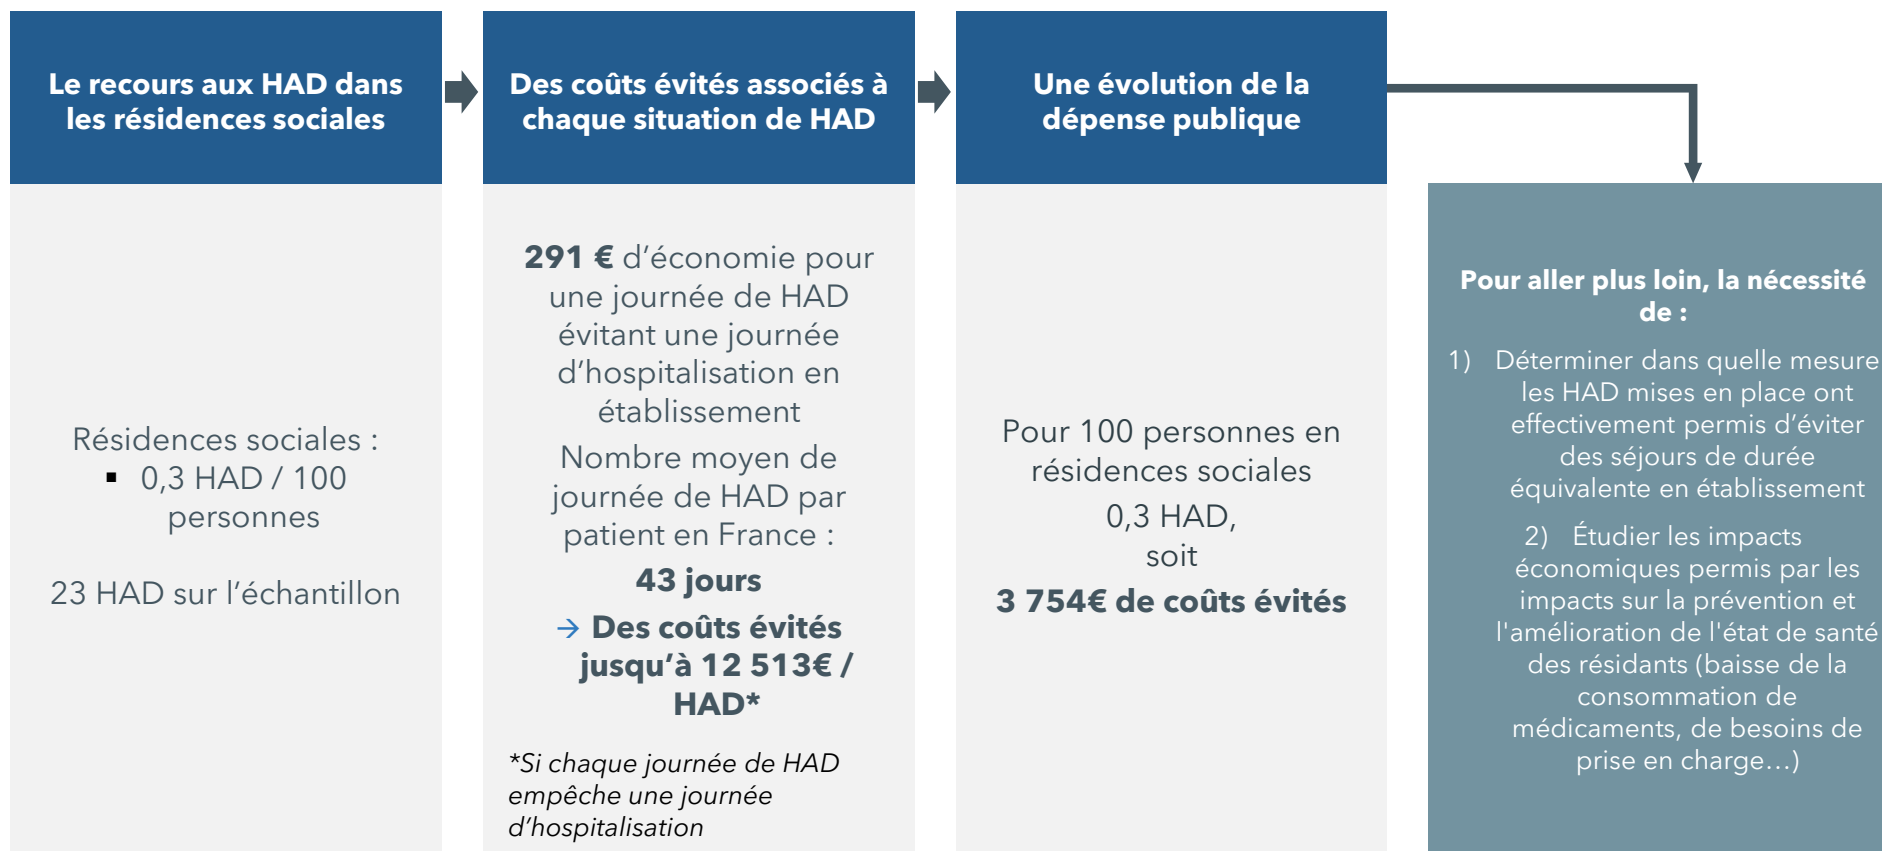 Le recours aux HAD dans
les résidences sociales
Résidences sociales :
▪ 0,3 HAD / 100
personnes
23 HAD sur l’échantillon
Des coûts évités associés à
chaque situation de HAD
291 € d’économie pour
une journée de HAD
évitant une journée
d’hospitalisation en
établissement
Nombre moyen de
journée de HAD par
patient en France :
43 jours
→ Des coûts évités
jusqu’à 12 513€ /
HAD*
*Si chaque journée de HAD
empêche une journée
d’hospitalisation
Une évolution de la
dépense publique
Pour 100 personnes en
résidences sociales
0,3 HAD,
soit
3 754€ de coûts évités
Pour aller plus loin, la nécessité
de :
1) Déterminer dans quelle mesure
les HAD mises en place ont
effectivement permis d’éviter
des séjours de durée
équivalente en établissement
2) Étudier les impacts
économiques permis par les
impacts sur la prévention et
l'amélioration de l'état de santé
des résidants (baisse de la
consommation de
médicaments, de besoins de
prise en charge…)